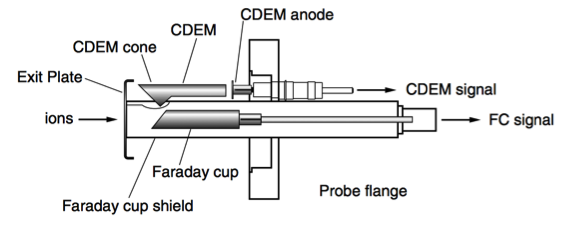 CDEM anode
CDEM
CDEM cone
Exit Plate
CDEM signal
ions
FC signal
Faraday cup
Probe flange
Faraday cup shield